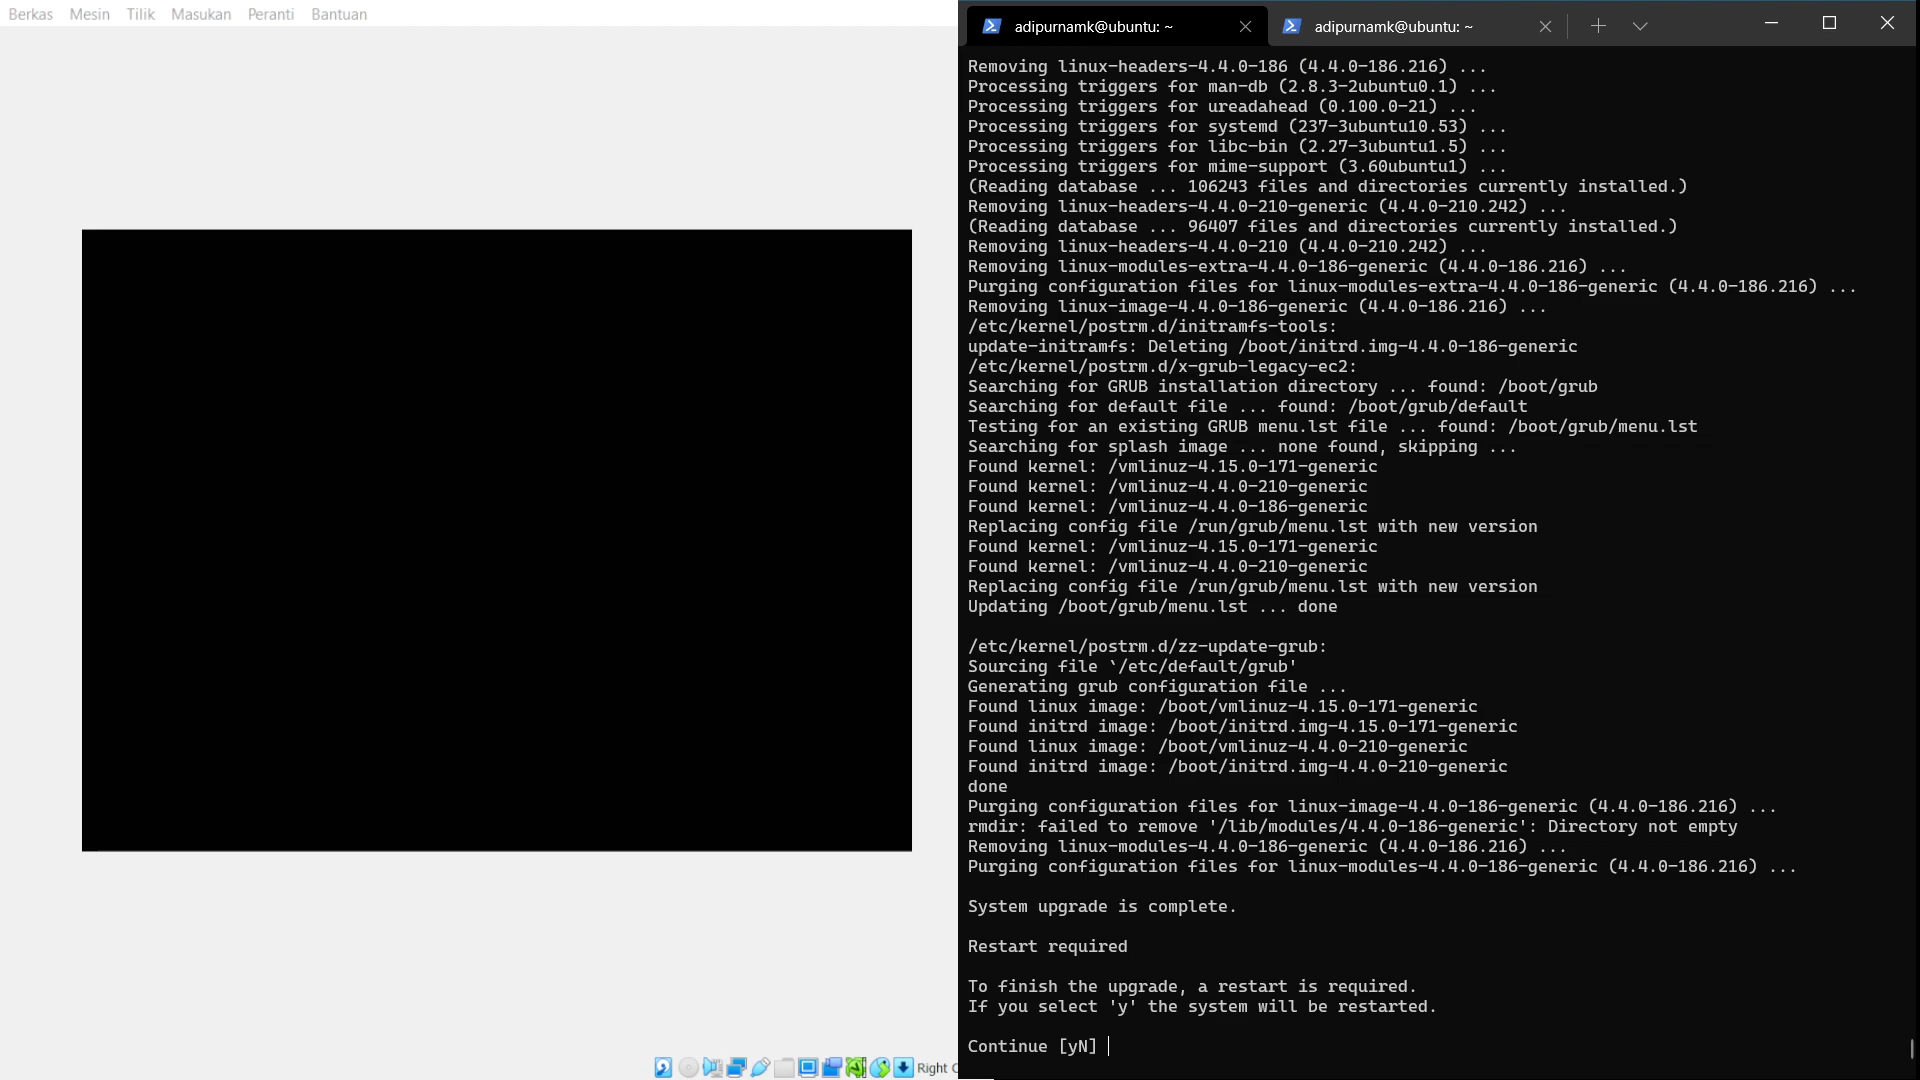 Berkas Mesin Tilik Masukan Peranti Bantuan
adipurnamk@ubuntu: ~
adipurnamk@ubuntu: ~
Removing linux-headers-4.4.0-186 (4.4.0-186.216) ...
Processing triggers for man-db (2.8.3-2ubuntu0.1) ...
Processing triggers for ureadahead (0.100.0-21) ...
Processing triggers for systemd (237-3ubuntu10.53) ...
Processing triggers for libc-bin (2.27-3ubuntu1.5) ...
Processing triggers for mime-support (3.60ubuntu1) ...
(Reading database ... 106243 files and directories currently installed.)
Removing linux-headers-4.4.0-210-generic (4.4.0-210.242) ...
(Reading database ... 96407 files and directories currently installed.)
Removing linux-headers-4.4.0-210 (4.4.0-210.242) ...
Removing linux-modules-extra-4.4.0-186-generic (4.4.0-186.216) ...
Purging configuration files for linux-modules-extra-4.4.0-186-generic (4.4.0-186.216) ...
Removing linux-image-4.4.0-186-generic (4.4.0-186.216) ...
/etc/kernel/postrm.d/initramfs-tools:
update-initramfs: Deleting /boot/initrd.img-4.4.0-186-generic
/etc/kernel/postrm.d/x-grub-legacy-ec2:
Searching for GRUB installation directory ... found: /boot/grub
Searching for default file ... found: /boot/grub/default
Testing for an existing GRUB menu.lst file ... found: /boot/grub/menu.lst
Searching for splash image ... none found, skipping ...
Found kernel: /vmlinuz-4.15.0-171-generic
Found kernel: /vmlinuz-4.4.0-210-generic
Found kernel: /vmlinuz-4.4.0-186-generic
Replacing config file /run/grub/menu.lst with new version
Found kernel: /vmlinuz-4.15.0-171-generic
Found kernel: /vmlinuz-4.4.0-210-generic
Replacing config file /run/grub/menu.lst with new version
Updating /boot/grub/menu.lst ... done
/etc/kernel/postrm.d/zz-update-grub:
Sourcing file `/etc/default/grub'
Generating grub configuration file ...
Found linux image: /boot/vmlinuz-4.15.0-171-generic
Found initrd image: /boot/initrd.img-4.15.0-171-generic
Found linux image: /boot/vmlinuz-4.4.0-210-generic
Found initrd image: /boot/initrd.img-4.4.0-210-generic
done
Purging configuration files for linux-image-4.4.0-186-generic (4.4.0-186.216) ...
rmdir: failed to remove '/lib/modules/4.4.0-186-generic': Directory not empty
Removing linux-modules-4.4.0-186-generic (4.4.0-186.216) ...
Purging configuration files for linux-modules-4.4.0-186-generic (4.4.0-186.216) ...
System upgrade is complete.
Restart required
To finish the upgrade, a restart is required.
If you select 'y' the system will be restarted.
Continue [yN]
Right